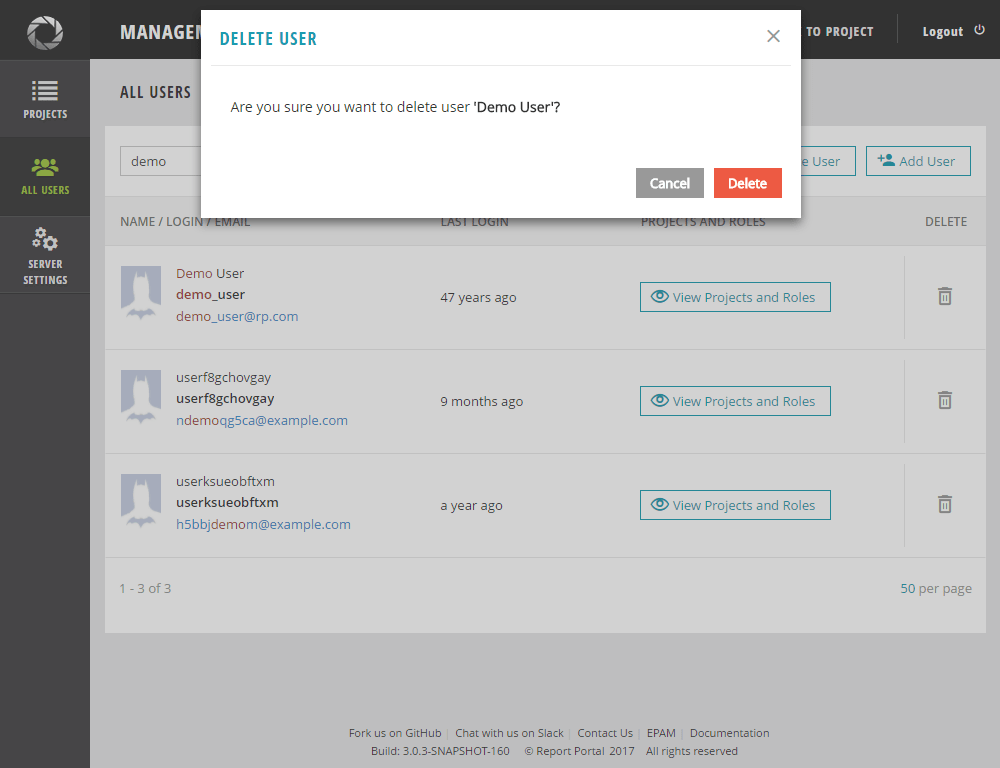 MANAGEM
DELETE USER
TO PROJECT
Logout
Are you sure you want to delete user 'Demo User'?
Cancel
Delete
PROJECTS
ALL USERS
SERVER
SETTINGS
ALL USERS
demo
e User
Add User
NAME / LOGIN / EMAIL
LAST LOGIN
PROJECTS AND ROLES
DELETE
Demo User
demo_user
demo_user@rp.com
47 years ago
View Projects and Roles
userf8gchovgay
userf8gchovgay
ndemoqg5ca@example.com
9 months ago
View Projects and Roles
userksueobftxm
userksueobftxm
h5bbjdemom@example.com
a year ago
View Projects and Roles
1 - 3 of 3
50 per page
Fork us on GitHub | Chat with us on Slack | Contact Us | EPAM | Documentation
Build: 3.0.3-SNAPSHOT-160 © Report Portal 2017 All rights reserved